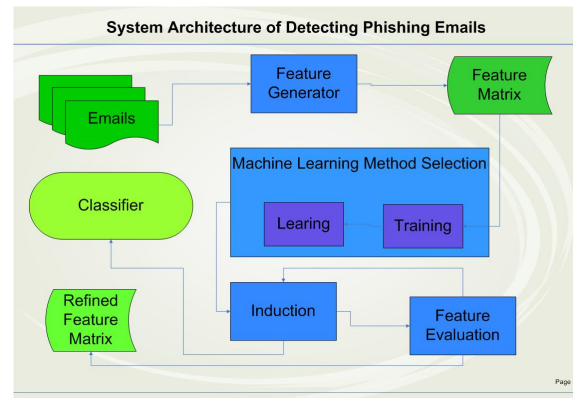 System Architecture of Detecting Phishing Emails
Emails
Feature
Generator
Feature
Matrix
Machine Learning Method Selection
Classifier
Learing
Training
Refined
Feature
Matrix
Induction
Feature
Evaluation
Page